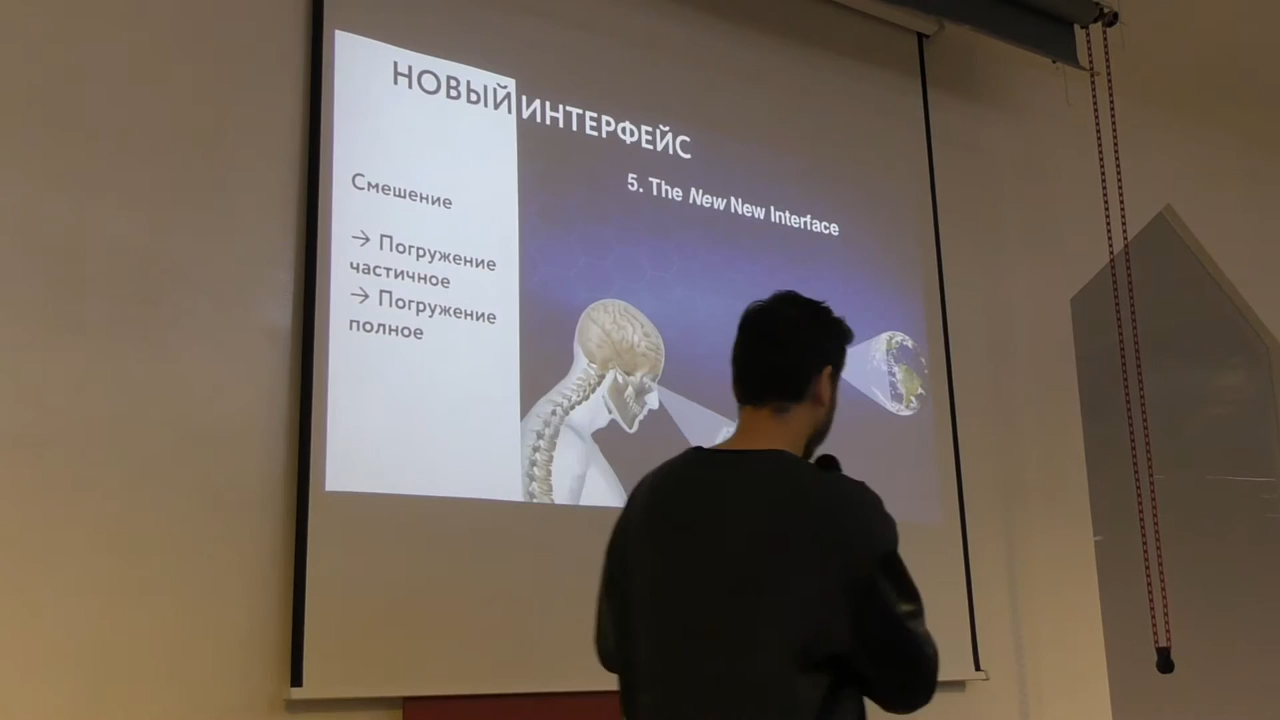 НОВЫЙ ИНТЕРФЕЙС
5. The New New Interface
Смешение
→ Погружение
частичное
→ Погружение
полное